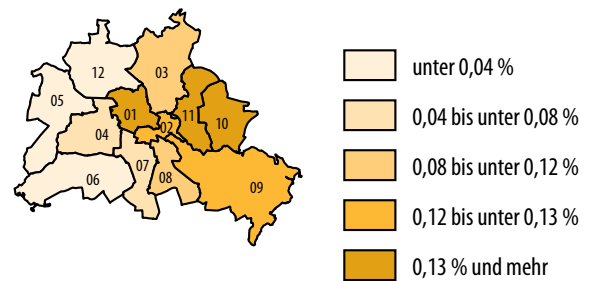 12
03
05
01
02
11
10
04
07
06
08
09
unter 0,04 %
0,04 bis unter 0,08 %
0,08 bis unter 0,12 %
0,12 bis unter 0,13 %
0,13 % und mehr